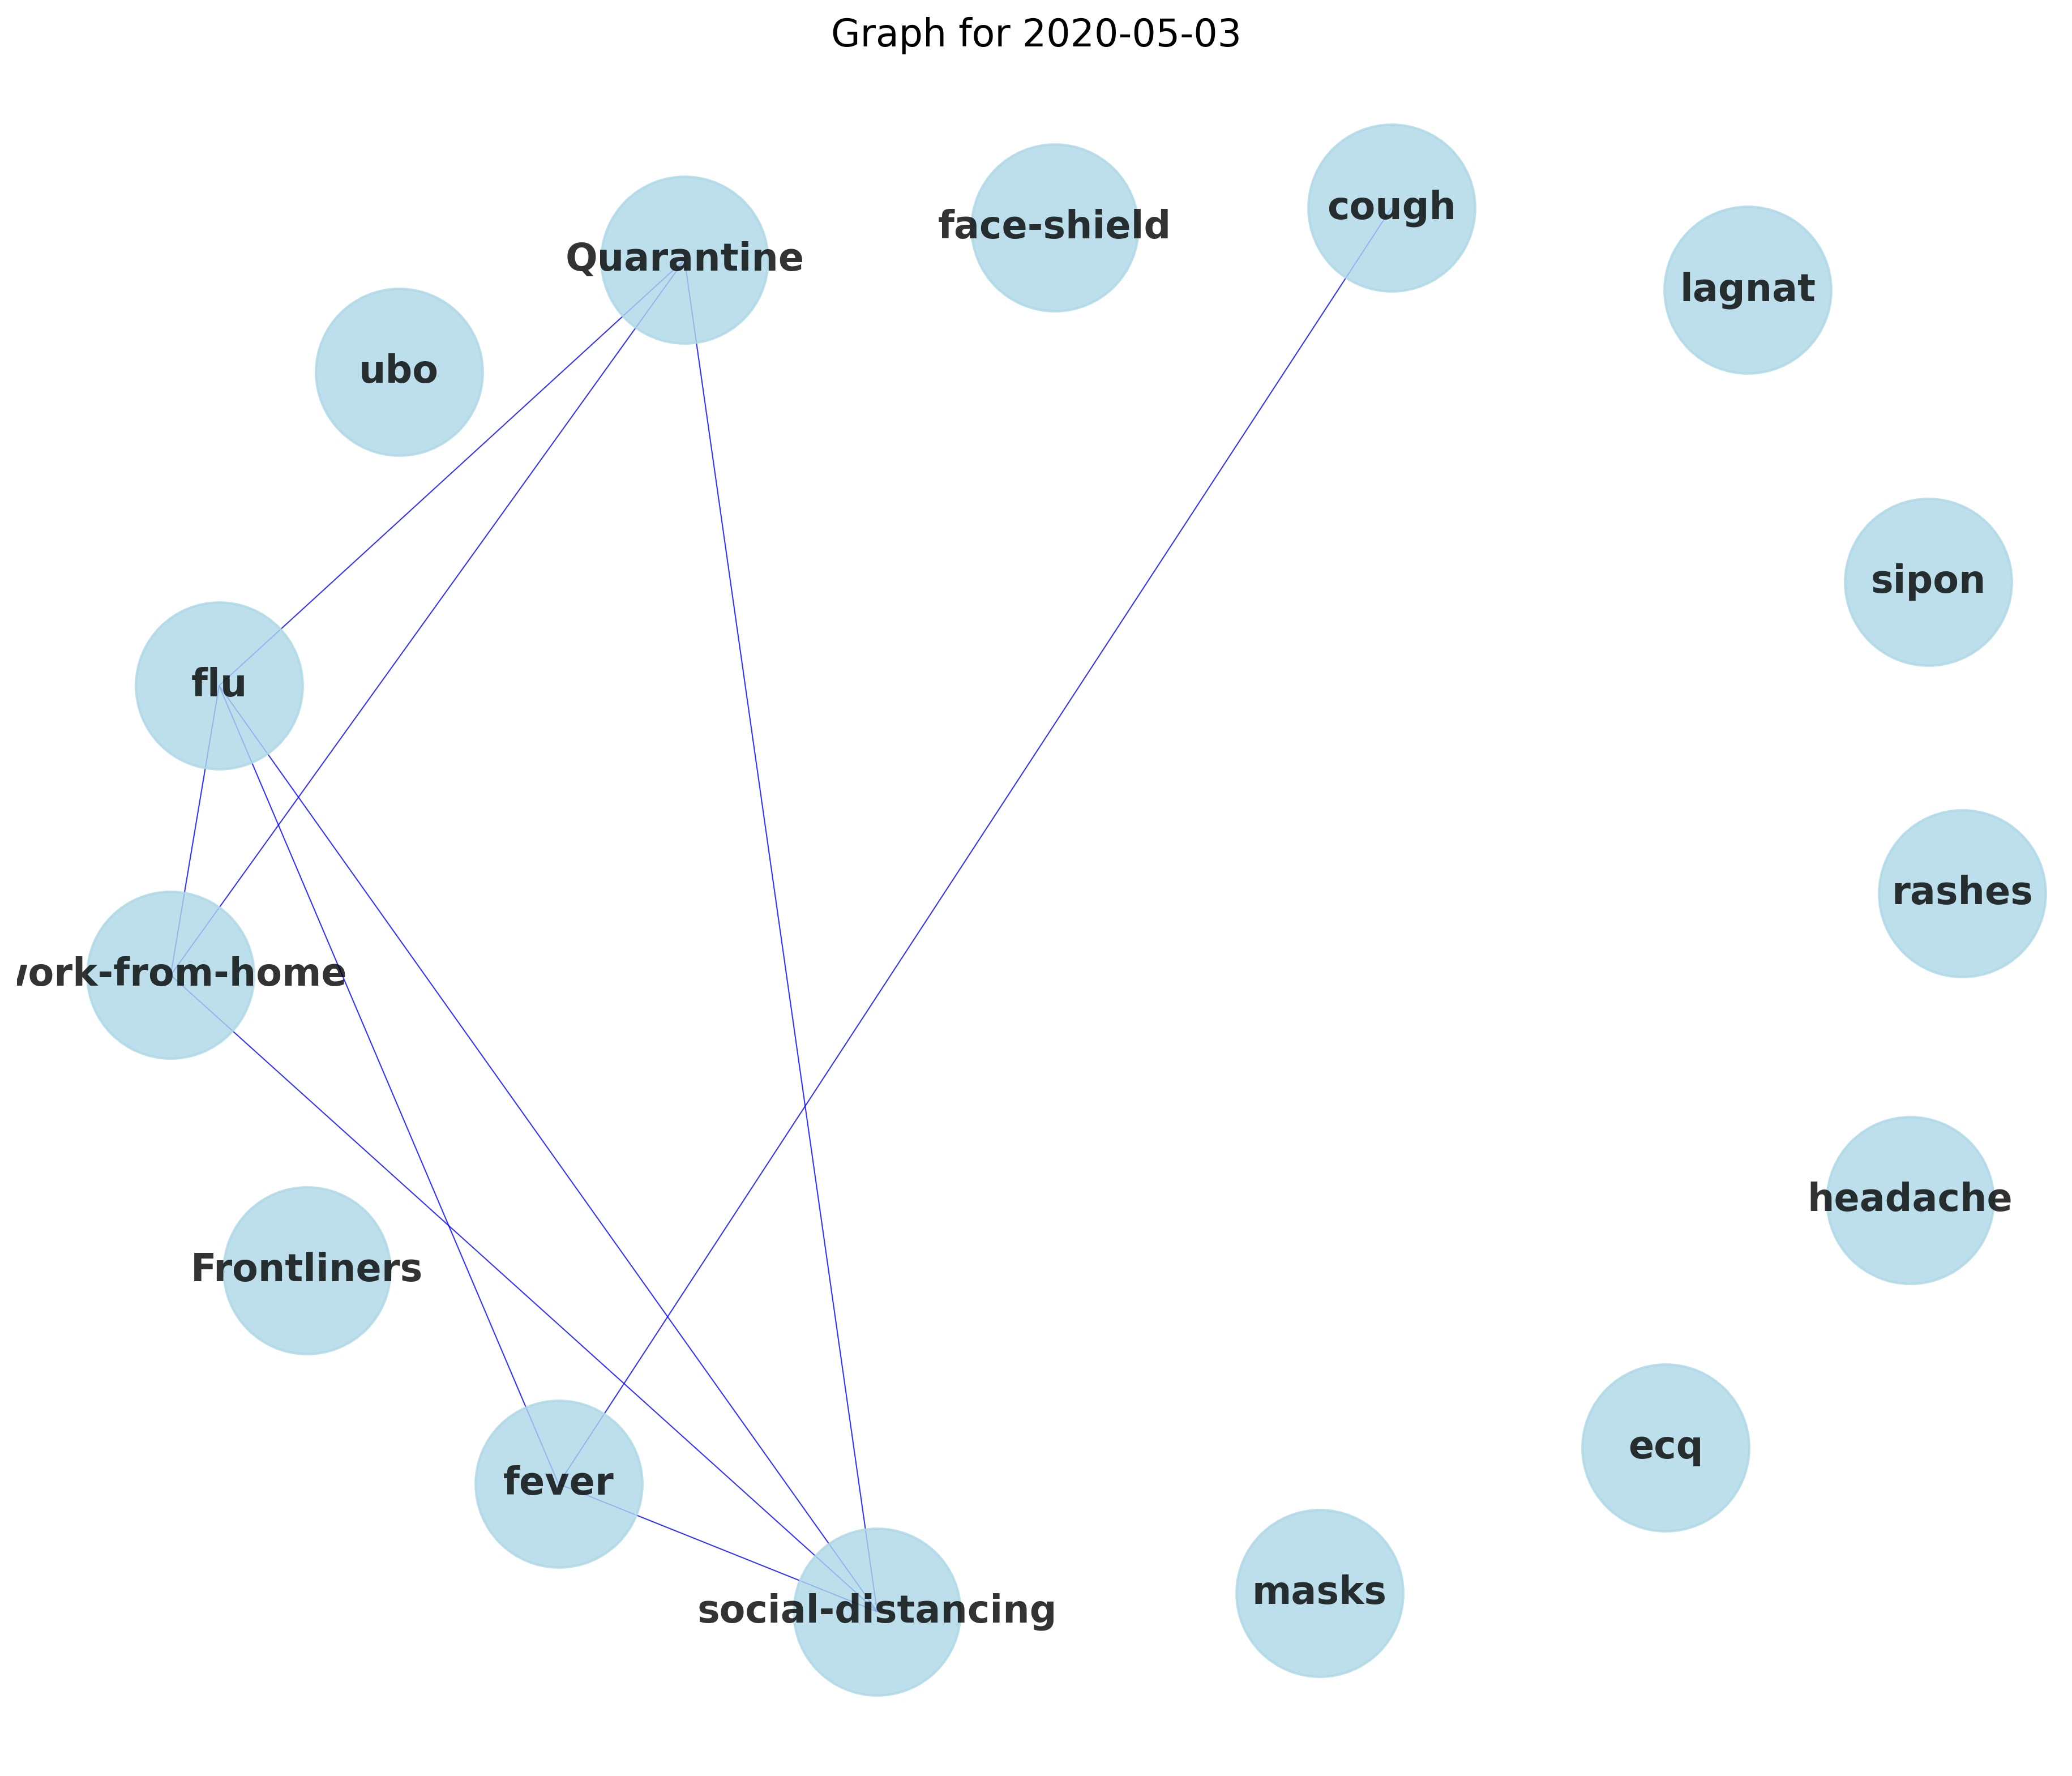 Graph for 2020-05-03
cough
face-shield
Quarantine
lagnat
ubo
sipon
flu
rashes
ork-from-home
headache
Frontliners
ecq
fever
masks
social-distancing